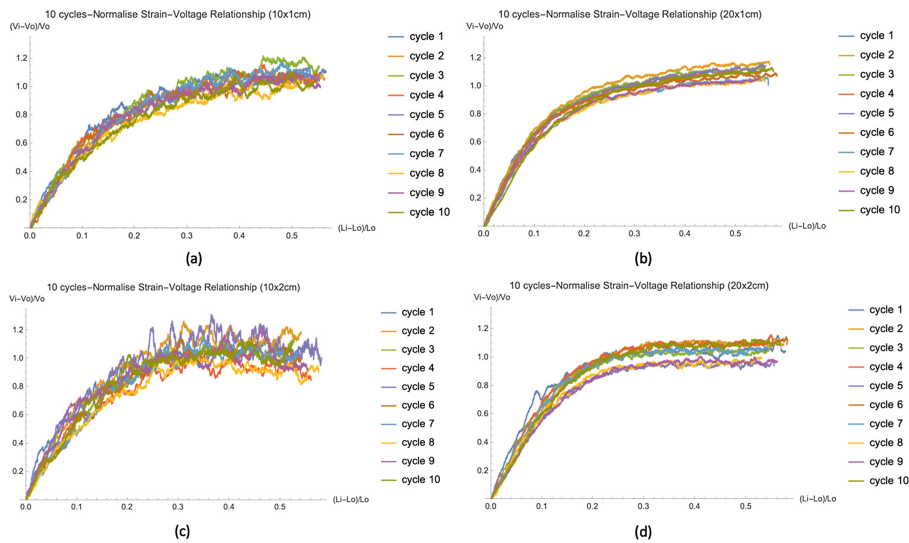 10 cycles–Normalise Strain–Voltage Relationship (10x1cm)
(Vi–Vo)/Vo
1.2
1.0
0.8
0.6
0.4
0.2
0.0 0.1 0.2 0.3 0.4 0.5
(Li–Lo)/Lo
cycle 1
cycle 2
cycle 3
cycle 4
cycle 5
cycle 6
cycle 7
cycle 8
cycle 9
cycle 10
(a)
10 cycles–Normalise Strain–Voltage Relationship (20x1cm)
Vi–Vo)/Vo
1.2
1.0
0.8
0.6
0.4
0.2
0.0 0.1 0.2 0.3 0.4 0.5
(Li–Lo)/Lo
cycle 1
cycle 2
cycle 3
cycle 4
cycle 5
cycle 6
cycle 7
cycle 8
cycle 9
cycle 10
(b)
10 cycles–Normalise Strain–Voltage Relationship (10x2cm)
Vi–Vo)/Vo
1.2
1.0
0.8
0.6
0.4
0.2
0.0 0.1 0.2 0.3 0.4 0.5
(Li–Lo)/Lo
cycle 1
cycle 2
cycle 3
cycle 4
cycle 5
cycle 6
cycle 7
cycle 8
cycle 9
cycle 10
(c)
10 cycles–Normalise Strain–Voltage Relationship (20x2cm)
Vi–Vo)/Vo
1.2
1.0
0.8
0.6
0.4
0.2
0.0 0.1 0.2 0.3 0.4 0.5
(Li–Lo)/Lo
cycle 1
cycle 2
cycle 3
cycle 4
cycle 5
cycle 6
cycle 7
cycle 8
cycle 9
cycle 10
(d)